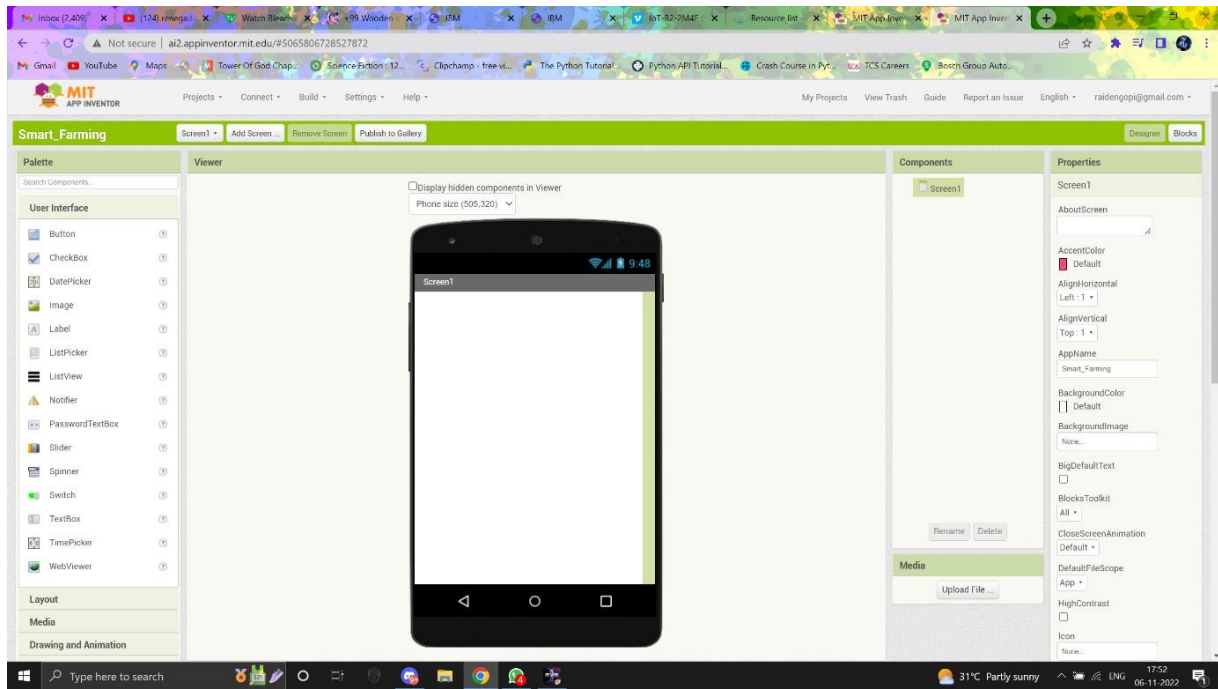 Inbox (2,409)
(124) renegad
Watch Bleach
+99 Wooden
IBM
IBM
IoT-B2-2M4E
Resource list
MIT App Inven
MIT App Inven
Not secure | ai2.appinventor.mit.edu/#5065806728527872
Gmail
YouTube
Maps
Tower Of God Chap...
Science Fiction : 12...
Clipchamp - free vi...
The Python Tutorial...
Python API Tutorial...
Crash Course in Pyt...
TCS Careers
Bosch Group Auto...
MIT
APP INVENTOR
Projects
Connect
Build
Settings
Help
My Projects
View Trash
Guide
Report an Issue
English
raidengopi@gmail.com
Smart_Farming
Screen1
Add Screen ...
Remove Screen
Publish to Gallery
Designer
Blocks
Palette
Search Components...
User Interface
Button
CheckBox
DatePicker
Image
Label
ListPicker
ListView
Notifier
PasswordTextBox
Slider
Spinner
Switch
TextBox
TimePicker
WebViewer
Layout
Media
Drawing and Animation
Viewer
Display hidden components in Viewer
Phone size (505,320)
9:48
Screen1
Components
Screen1
Rename
Delete
Media
Upload File ...
Properties
Screen1
AboutScreen
AccentColor
Default
AlignHorizontal
Left : 1
AlignVertical
Top : 1
AppName
Smart_Farming
BackgroundColor
Default
BackgroundImage
None...
BigDefaultText
BlocksToolkit
All
CloseScreenAnimation
Default
DefaultFileScope
App
HighContrast
Icon
None...
Type here to search
31°C Partly sunny
ENG
17:52
06-11-2022